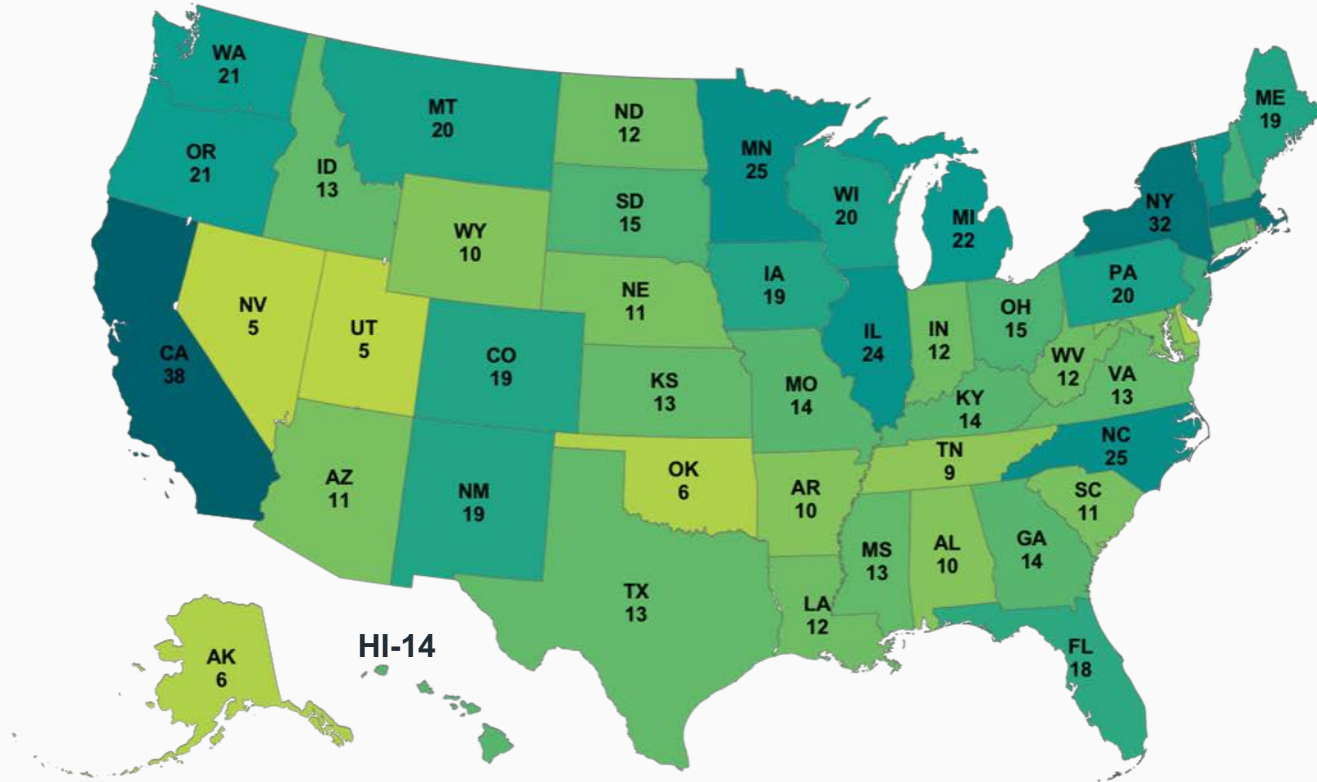 WA
21
OR
21
CA
38
NV
5
ID
13
MT
20
WY
10
UT
5
AZ
11
CO
19
NM
19
ND
12
SD
15
NE
11
KS
13
OK
6
TX
13
MN
25
IA
19
MO
14
AR
10
LA
12
WI
20
IL
24
MI
22
IN
12
OH
15
KY
14
TN
9
MS
13
AL
10
GA
14
FL
18
SC
11
NC
25
VA
13
WV
12
PA
20
NY
32
ME
19
AK
6
HI-14